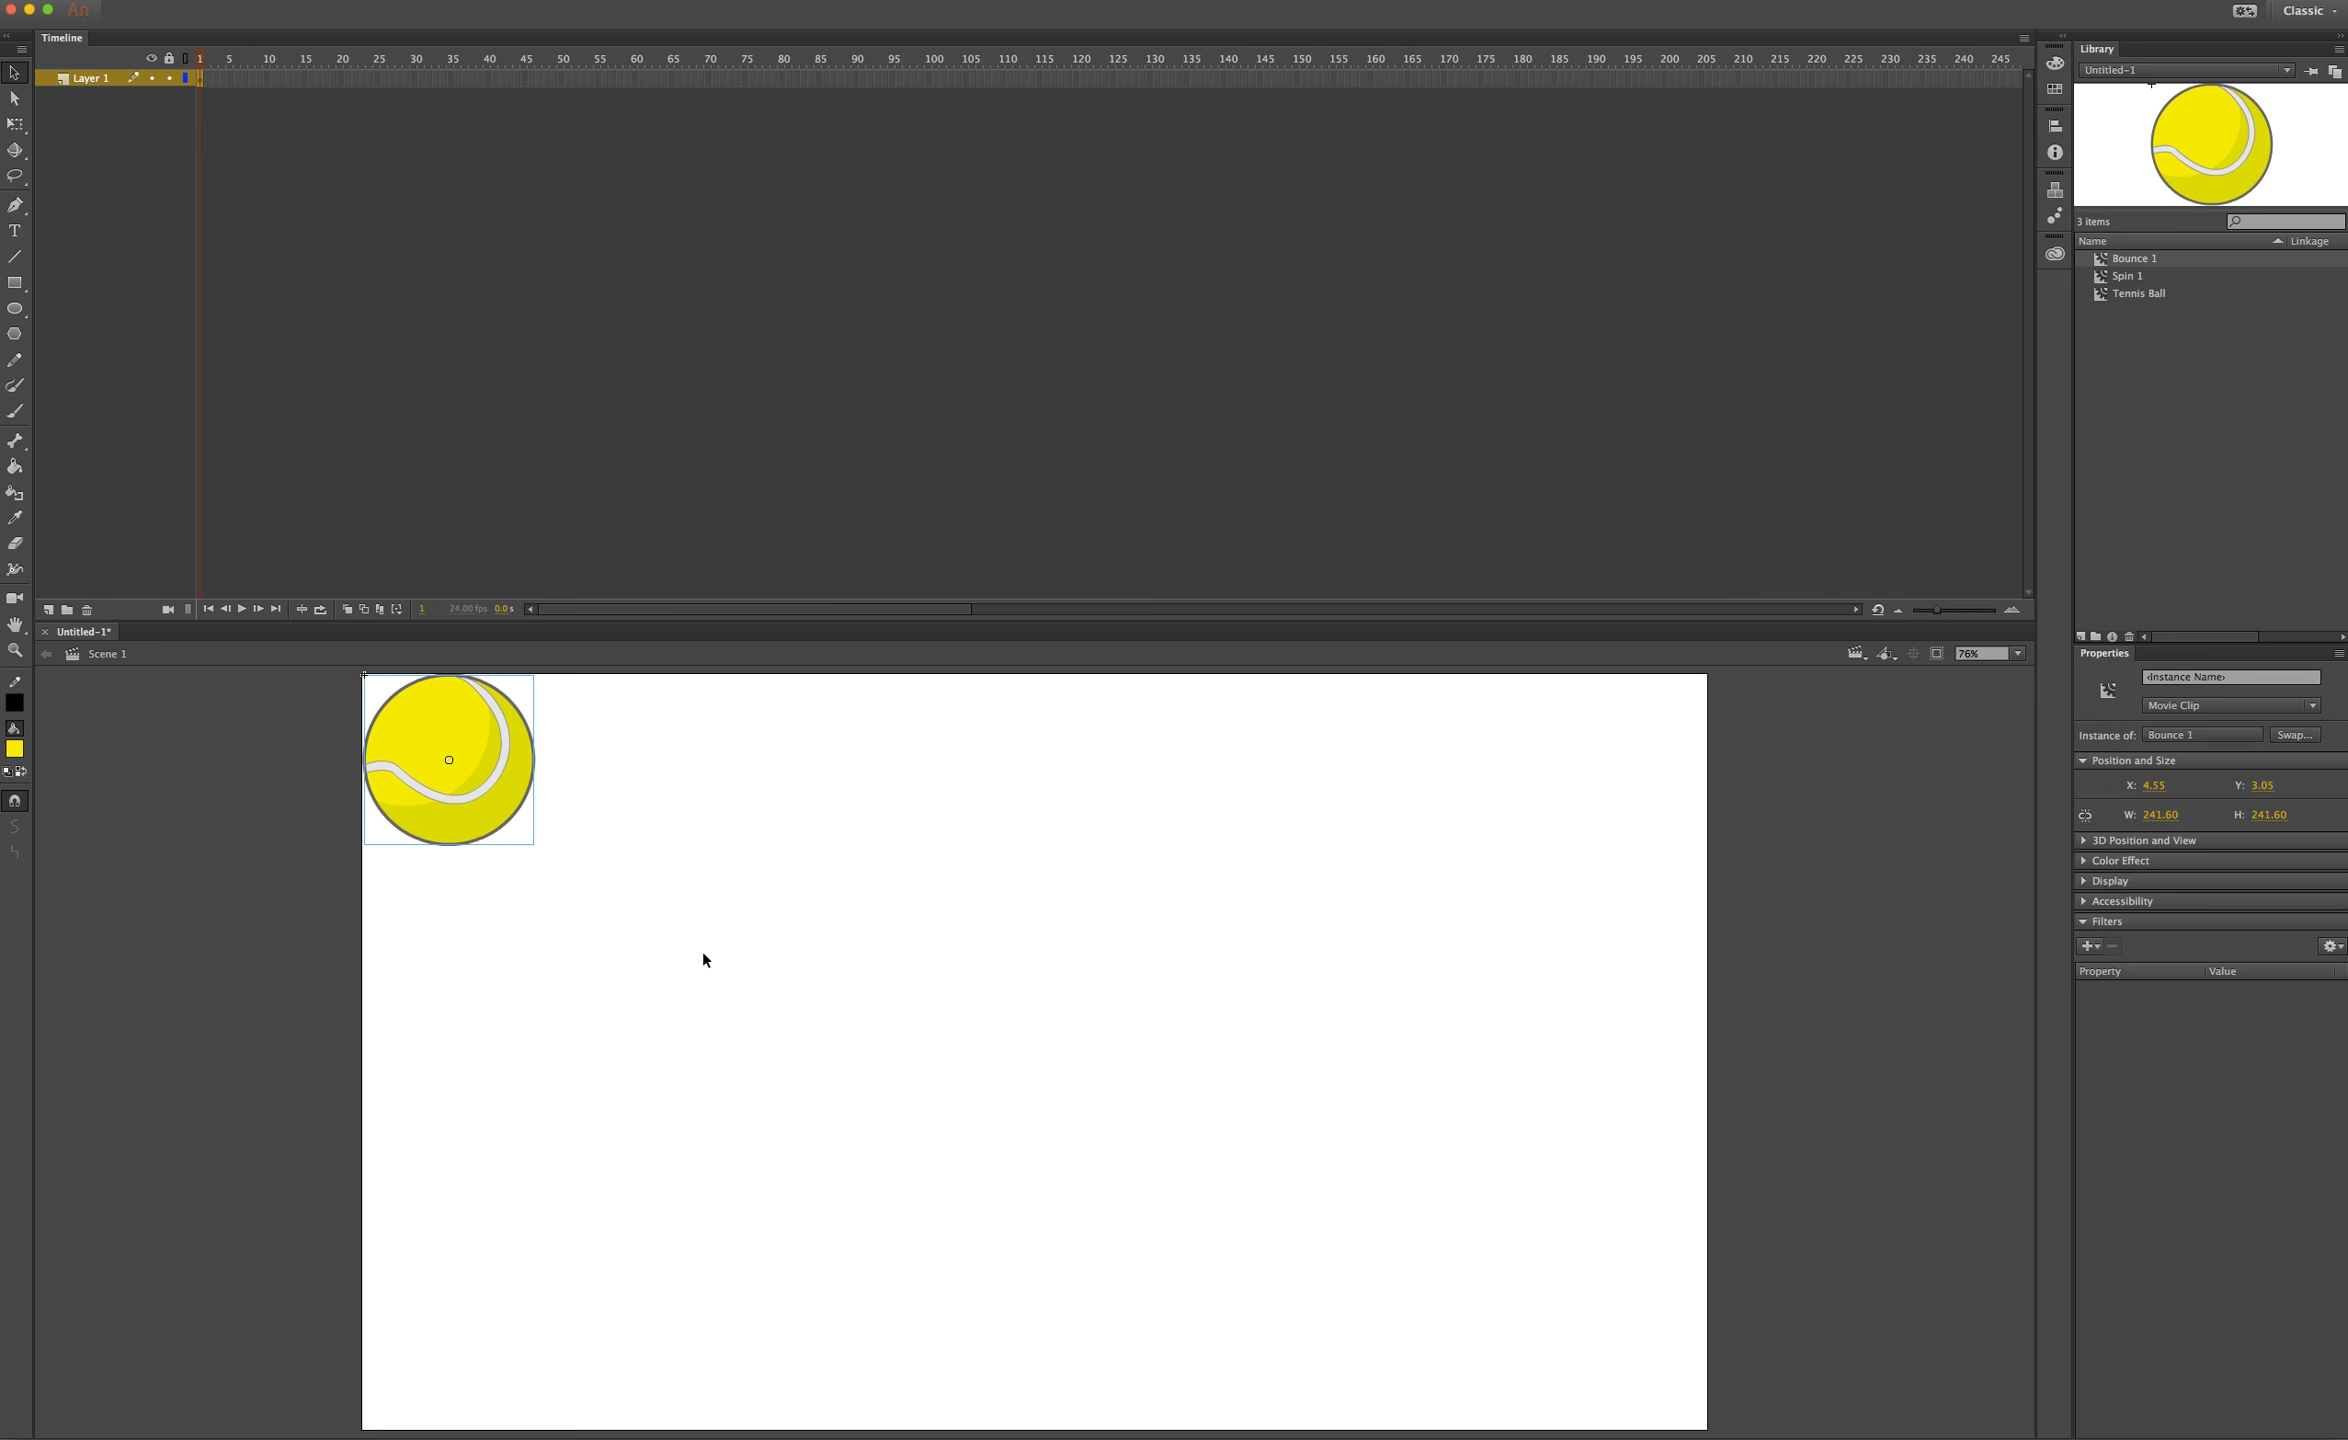 An
Classic
Timeline
1 5 10 15 20 25 30 35 40 45 50 55 60 65 70 75 80 85 90 95 100 105 110 115 120 125 130 135 140 145 150 155 160 165 170 175 180 185 190 195 200 205 210 215 220 225 230 235 240 245
Layer 1
1 24.00 fps 0.0 s
Untitled-1*
Scene 1
76%
Library
Untitled-1
3 items
Name Linkage
Bounce 1
Spin 1
Tennis Ball
Properties
<Instance Name>
Movie Clip
Instance of: Bounce 1 Swap...
Position and Size
X: 4.55 Y: 3.05
W: 241.60 H: 241.60
3D Position and View
Color Effect
Display
Accessibility
Filters
Property Value